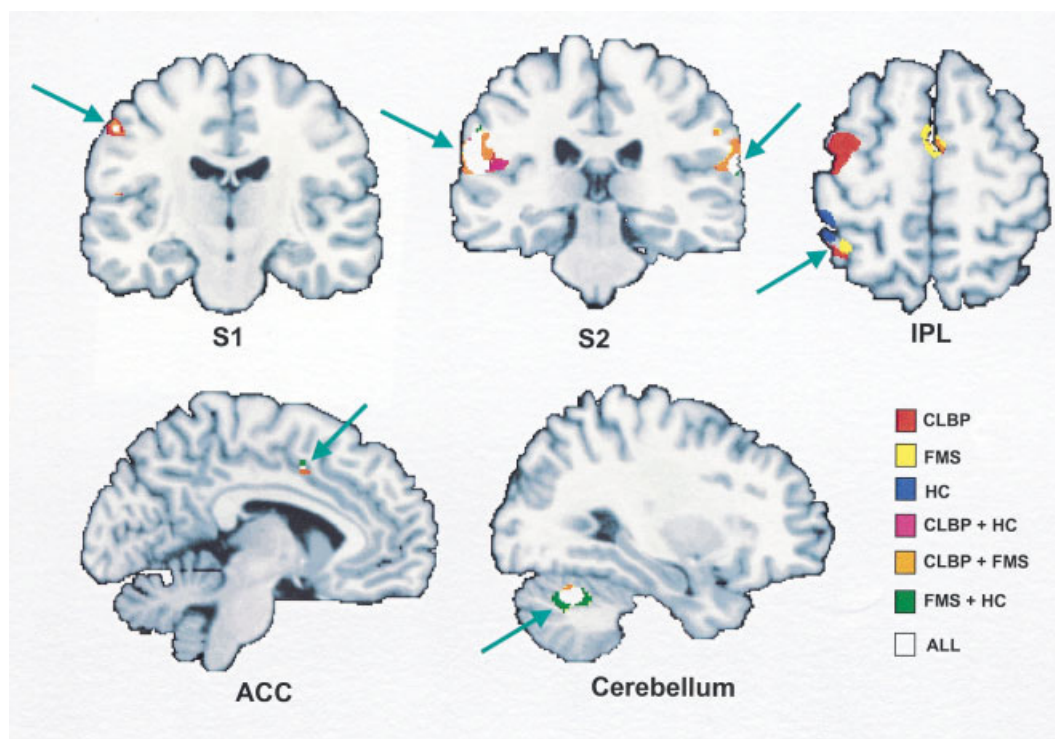 S1
S2
IPL
ACC
Cerebellum
CLBP
FMS
HC
CLBP + HC
CLBP + FMS
FMS + HC
ALL